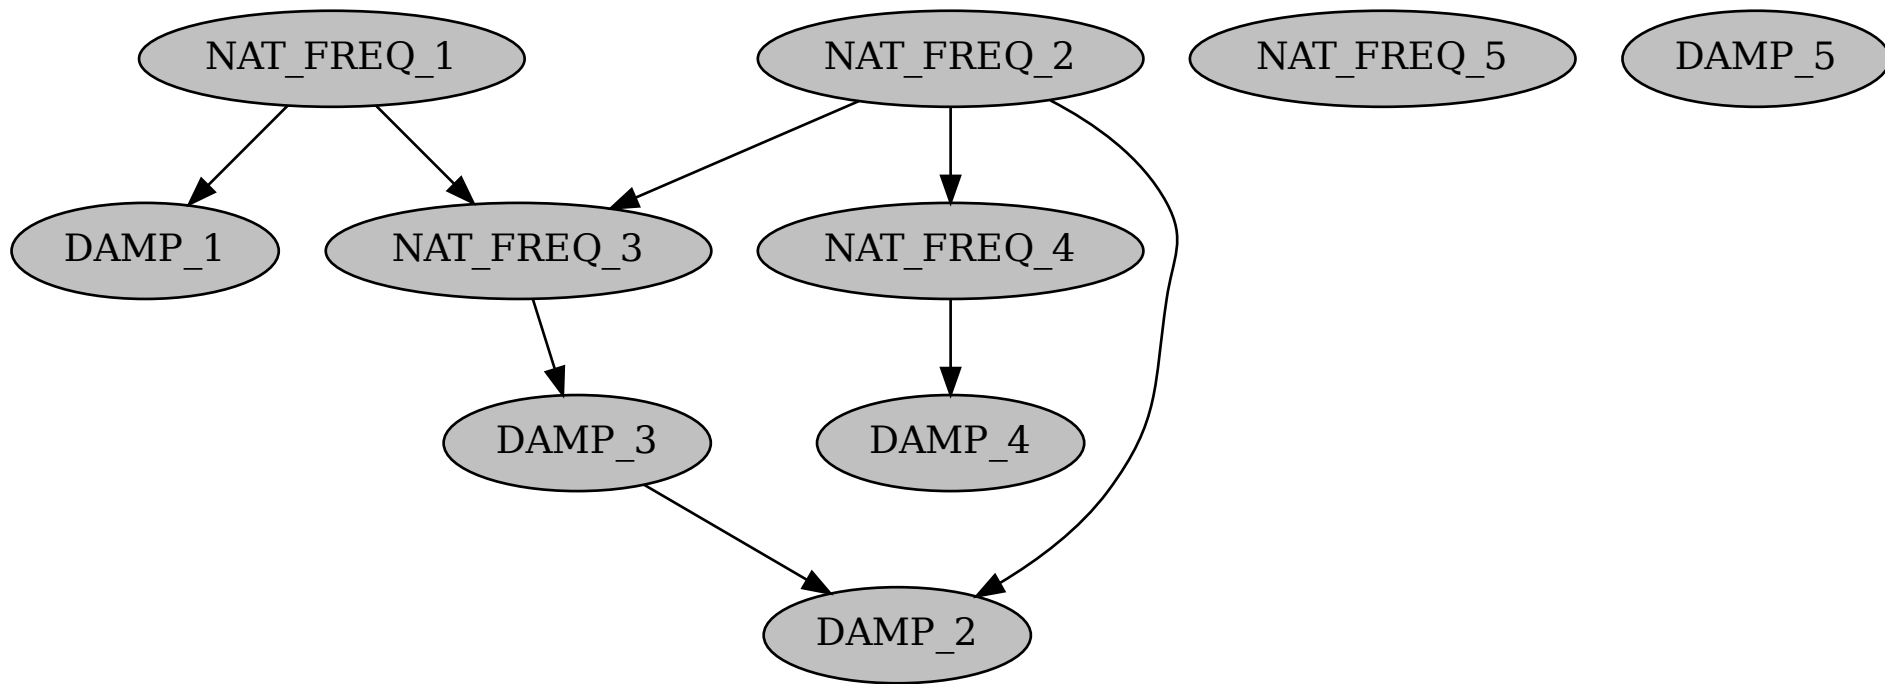 NAT_FREQ_1
NAT_FREQ_2
NAT_FREQ_5
DAMP_5
DAMP_1
NAT_FREQ_3
NAT_FREQ_4
DAMP_3
DAMP_4
DAMP_2